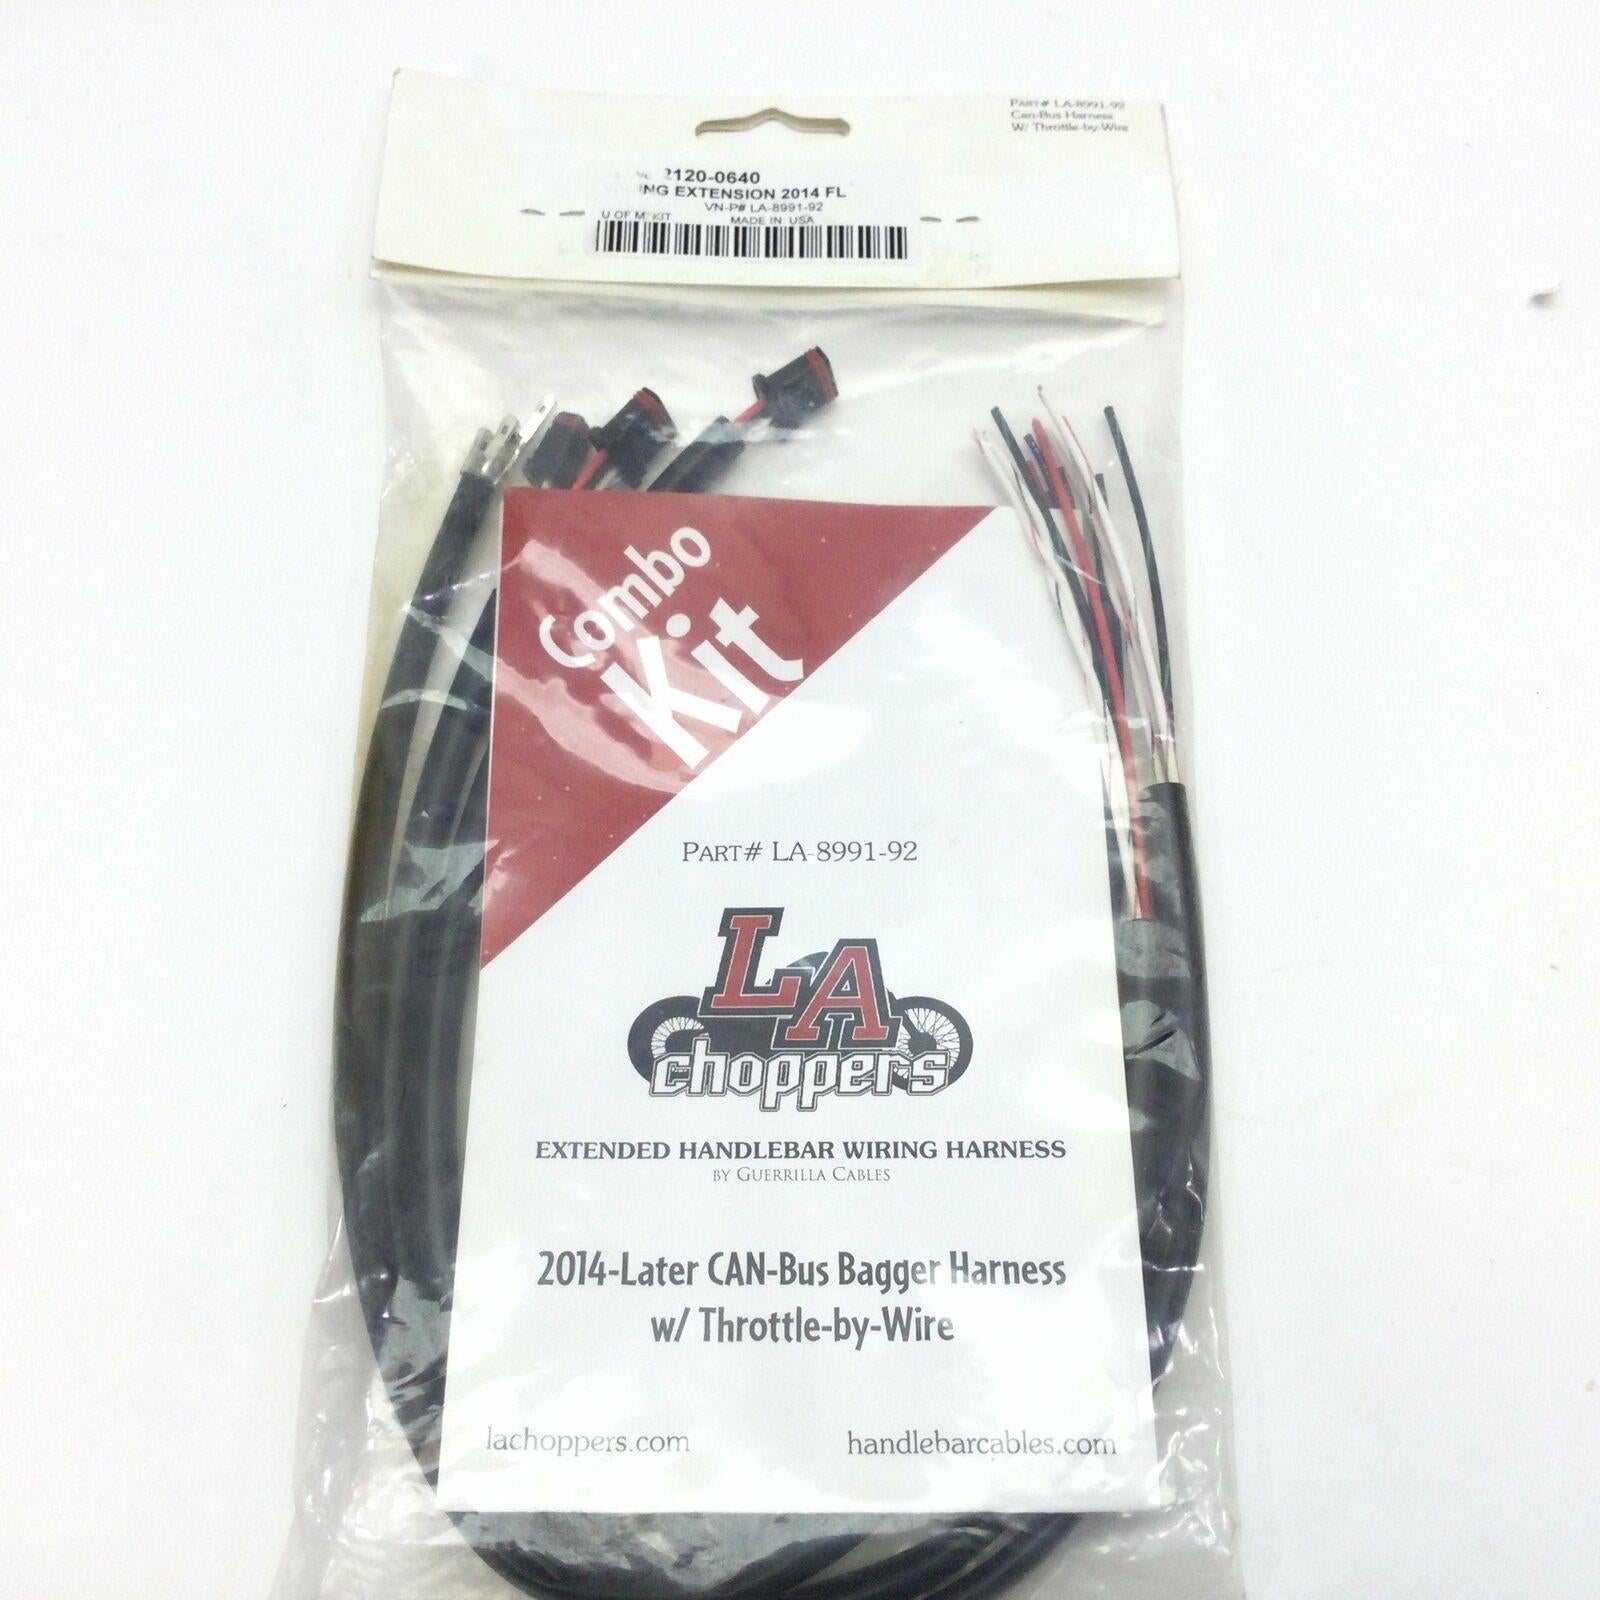 PART# LA-8991-92
Can-Bus Harness
W/ Throttle-by-Wire
2120-0640
EXTENSION 2014 FL
VN-P# LA-8991-92
U OF M: KIT MADE IN: USA
Combo
Kit
PART# LA-8991-92
LA
choppers
EXTENDED HANDLEBAR WIRING HARNESS
BY GUERRILLA CABLES
2014-Later CAN-Bus Bagger Harness
w/ Throttle-by-Wire
lachoppers.com
handlebarcables.com